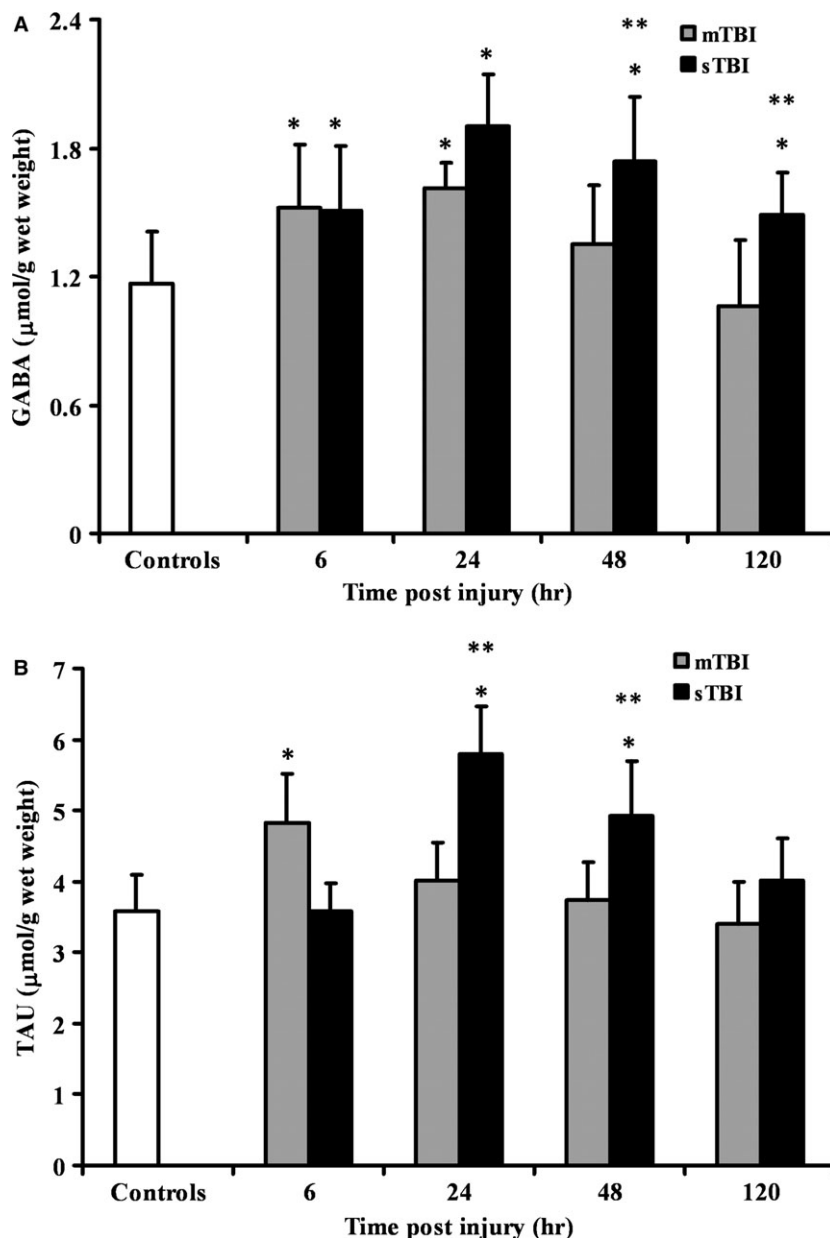 A
2.4
mTBI
sTBI
**
*
*
**
*
*
*
*
1.8
1.2
0.6
0
GABA (μmol/g wet weight)
Controls 6 24 48 120
Time post injury (hr)
B
7
mTBI
sTBI
**
*
**
*
*
6
5
4
3
2
1
0
TAU (μmol/g wet weight)
Controls 6 24 48 120
Time post injury (hr)